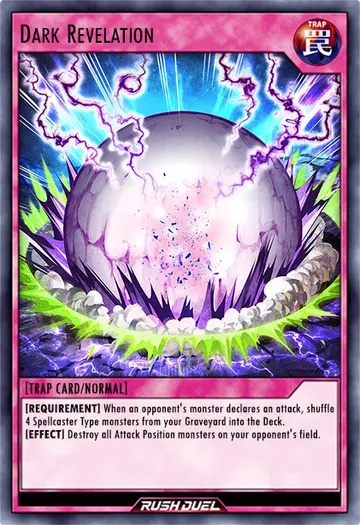 Dark Revelation
TRAP
罠
[TRAP CARD/NORMAL]
[REQUIREMENT] When an opponent's monster declares an attack, shuffle
4 Spellcaster Type monsters from your Graveyard into the Deck.
[EFFECT] Destroy all Attack Position monsters on your opponent's field.
RUSH DUEL